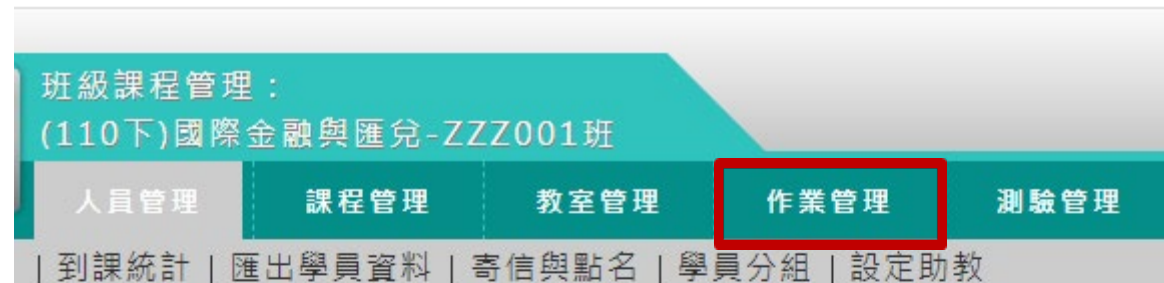 班級課程管理：
(110下)國際金融與匯兌-ZZZ001班
人員管理 課程管理 教室管理 作業管理 測驗管理
| 到課統計 | 匯出學員資料 | 寄信與點名 | 學員分組 | 設定助教